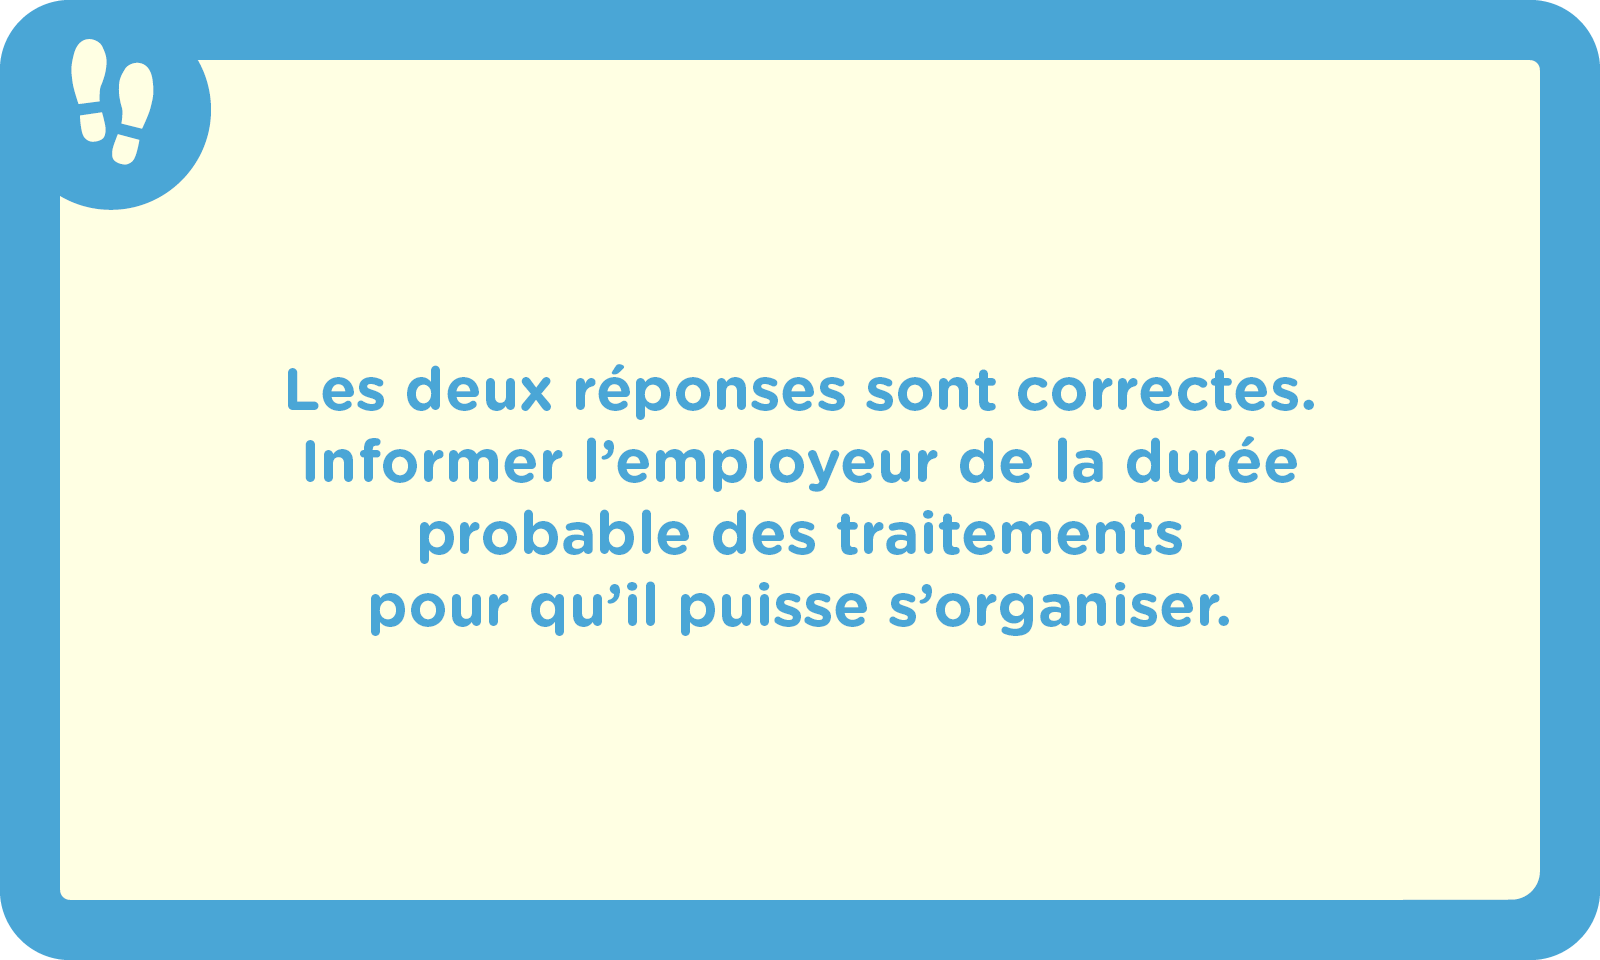 Les deux réponses sont correctes.
Informer l’employeur de la durée
probable des traitements
pour qu’il puisse s’organiser.